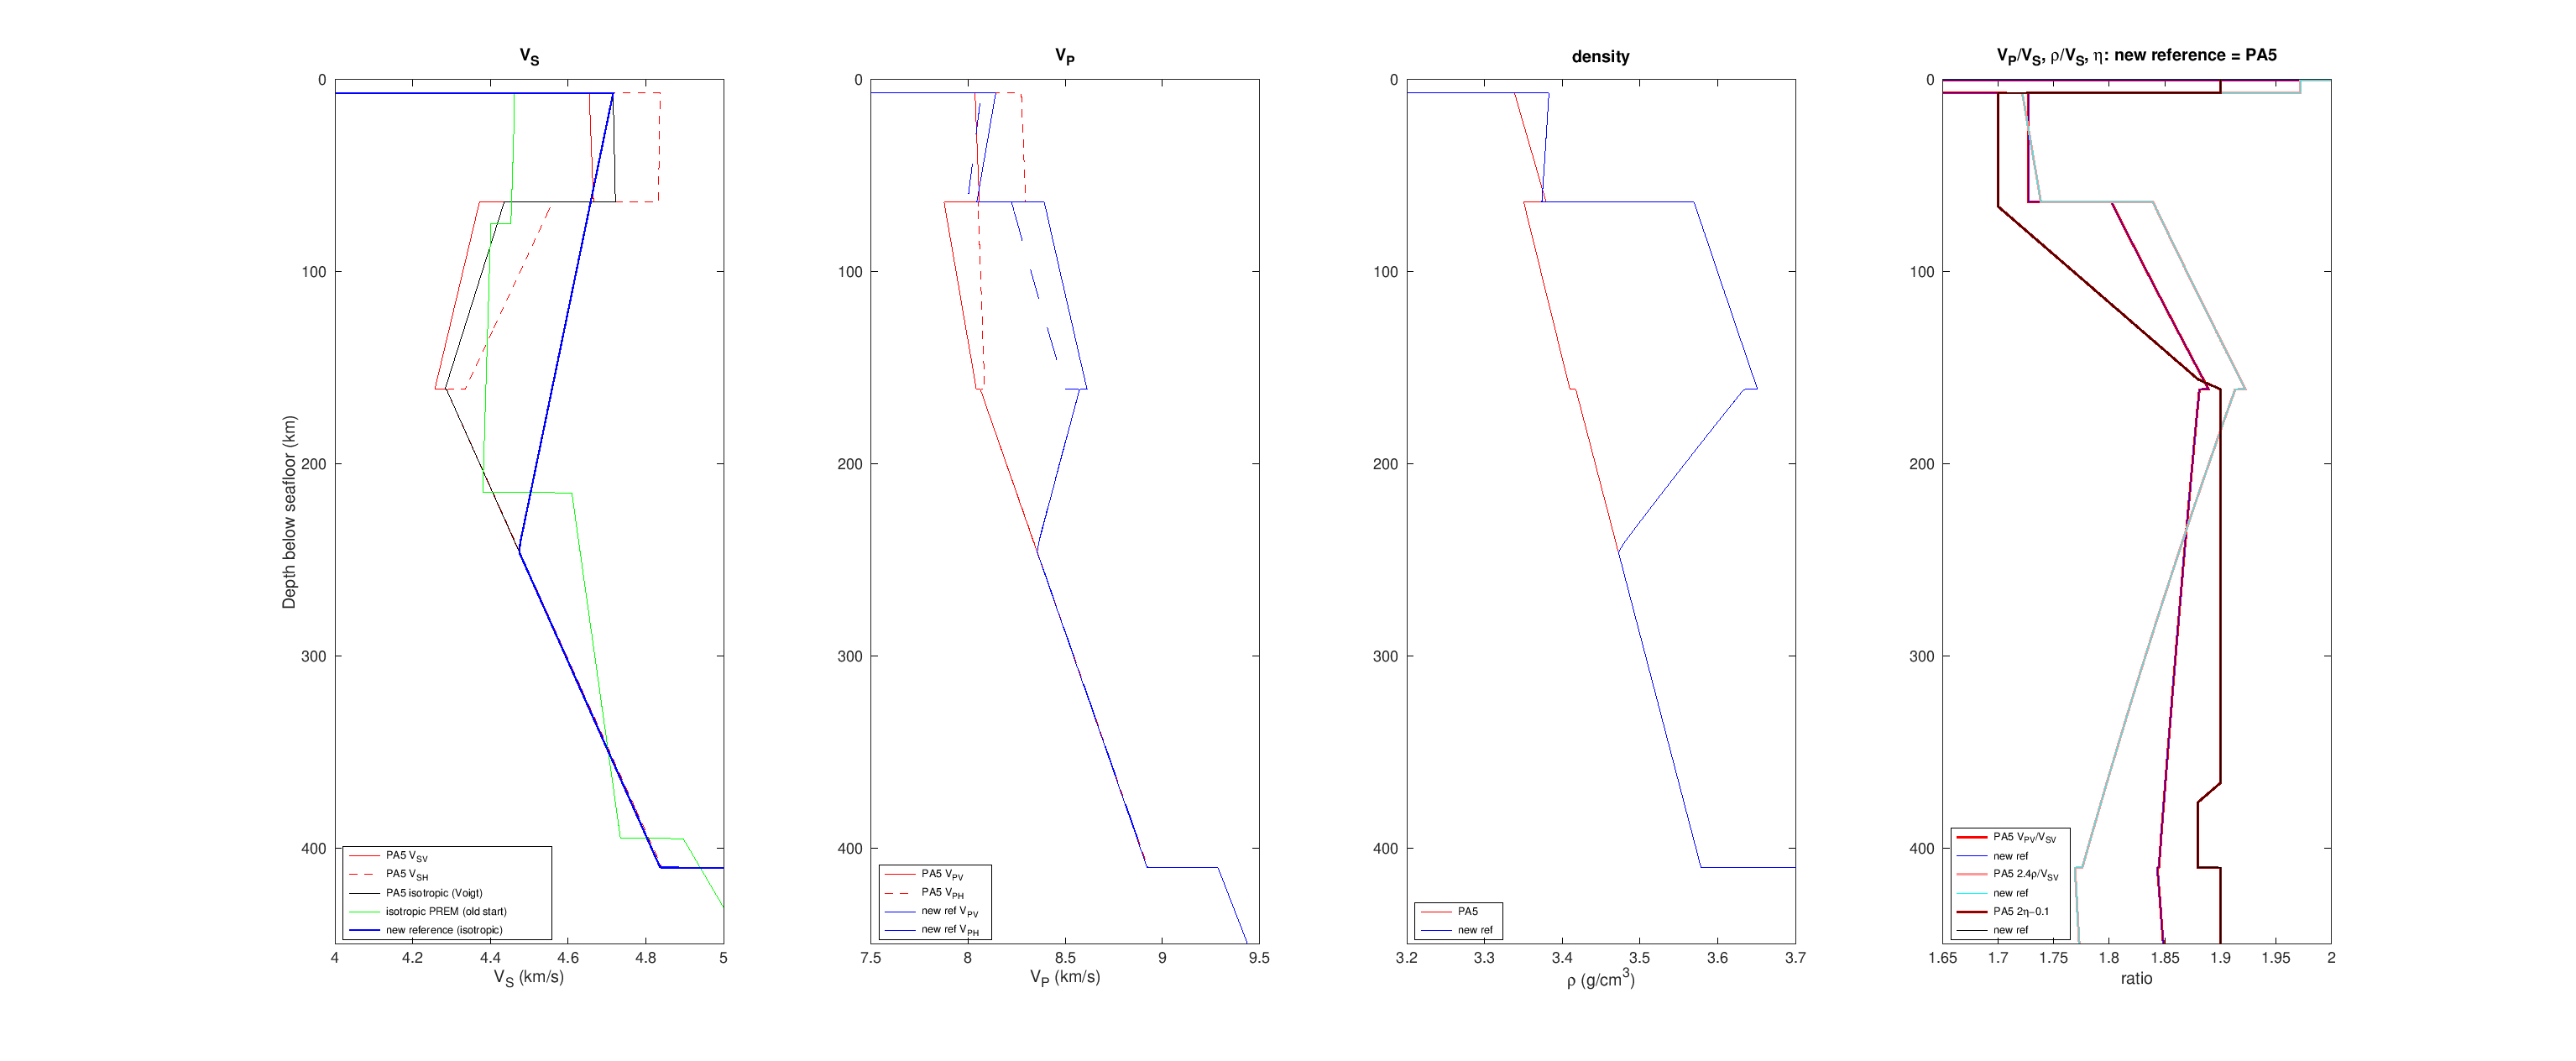 V_S
0
100
200
300
400
Depth below seafloor (km)
4 4.2 4.4 4.6 4.8 5
V_S (km/s)
PA5 V_SV
PA5 V_SH
PA5 isotropic (Voigt)
isotropic PREM (old start)
new reference (isotropic)
V_P
0
100
200
300
400
7.5 8 8.5 9 9.5
V_P (km/s)
PA5 V_PV
PA5 V_PH
new ref V_PV
new ref V_PH
density
0
100
200
300
400
3.2 3.3 3.4 3.5 3.6 3.7
ρ (g/cm³)
PA5
new ref
V_P/V_S, ρ/V_S, η: new reference = PA5
0
100
200
300
400
1.65 1.7 1.75 1.8 1.85 1.9 1.95 2
ratio
PA5 V_PV/V_SV
new ref
PA5 2.4ρ/V_SV
new ref
PA5 2η−0.1
new ref